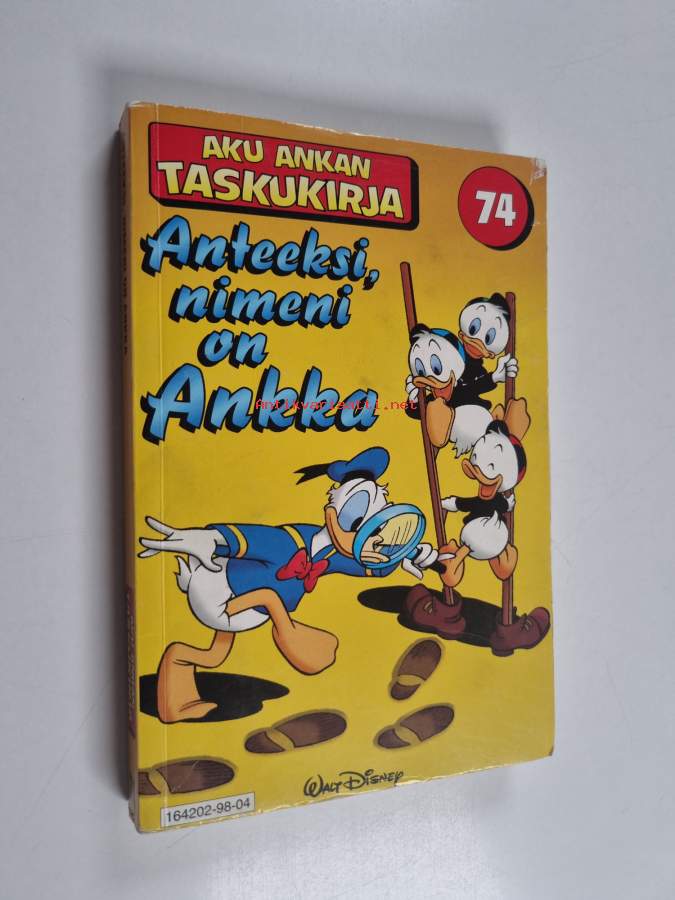 AKU ANKAN
TASKUKIRJA
74
Anteeksi,
nimeni
on
Ankka
Antikvariaatti.net
WALT DISNEY
164202-98-04